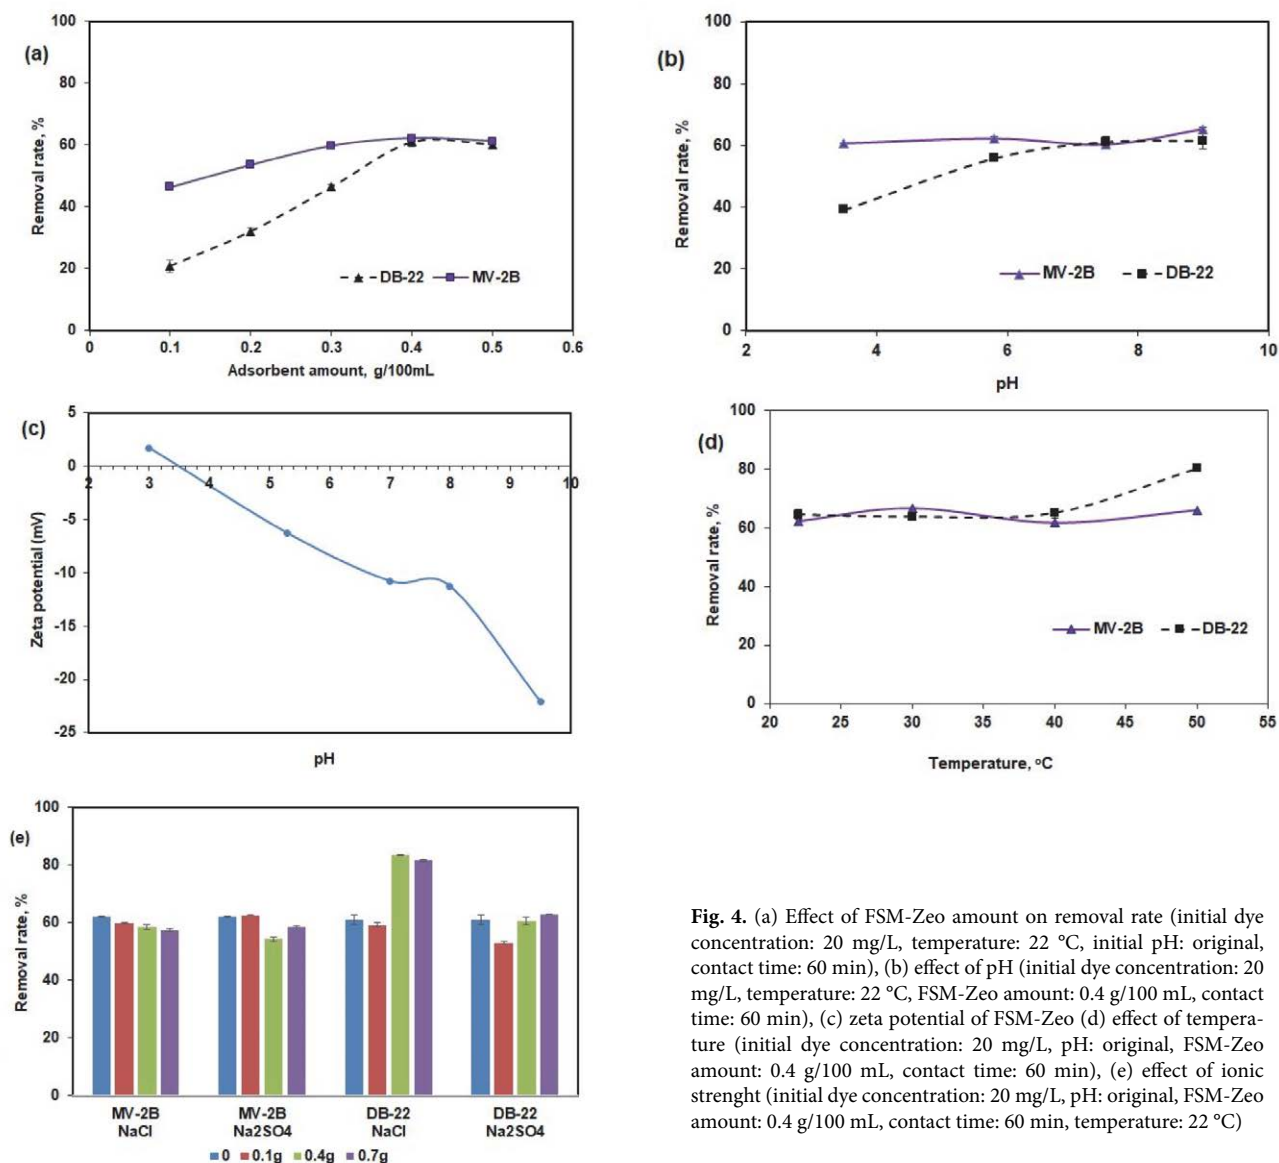 (a)
Removal rate, %
100
80
60
40
20
0
0 0.1 0.2 0.3 0.4 0.5 0.6
Adsorbent amount, g/100mL
DB-22 MV-2B
(b)
Removal rate, %
100
80
60
40
20
0
2 4 6 8 10
pH
MV-2B DB-22
(c)
Zeta potential (mV)
5
0
-5
-10
-15
-20
-25
2 3 4 5 6 7 8 9 10
pH
(d)
Removal rate, %
100
80
60
40
20
0
20 25 30 35 40 45 50 55
Temperature, °C
MV-2B DB-22
(e)
Removal rate, %
100
80
60
40
20
0
MV-2B MV-2B DB-22 DB-22
NaCl Na2SO4 NaCl Na2SO4
0 0.1g 0.4g 0.7g
Fig. 4. (a) Effect of FSM-Zeo amount on removal rate (initial dye
concentration: 20 mg/L, temperature: 22 °C, initial pH: original,
contact time: 60 min), (b) effect of pH (initial dye concentration: 20
mg/L, temperature: 22 °C, FSM-Zeo amount: 0.4 g/100 mL, contact
time: 60 min), (c) zeta potential of FSM-Zeo (d) effect of tempera-
ture (initial dye concentration: 20 mg/L, pH: original, FSM-Zeo
amount: 0.4 g/100 mL, contact time: 60 min), (e) effect of ionic
strenght (initial dye concentration: 20 mg/L, pH: original, FSM-Zeo
amount: 0.4 g/100 mL, contact time: 60 min, temperature: 22 °C)